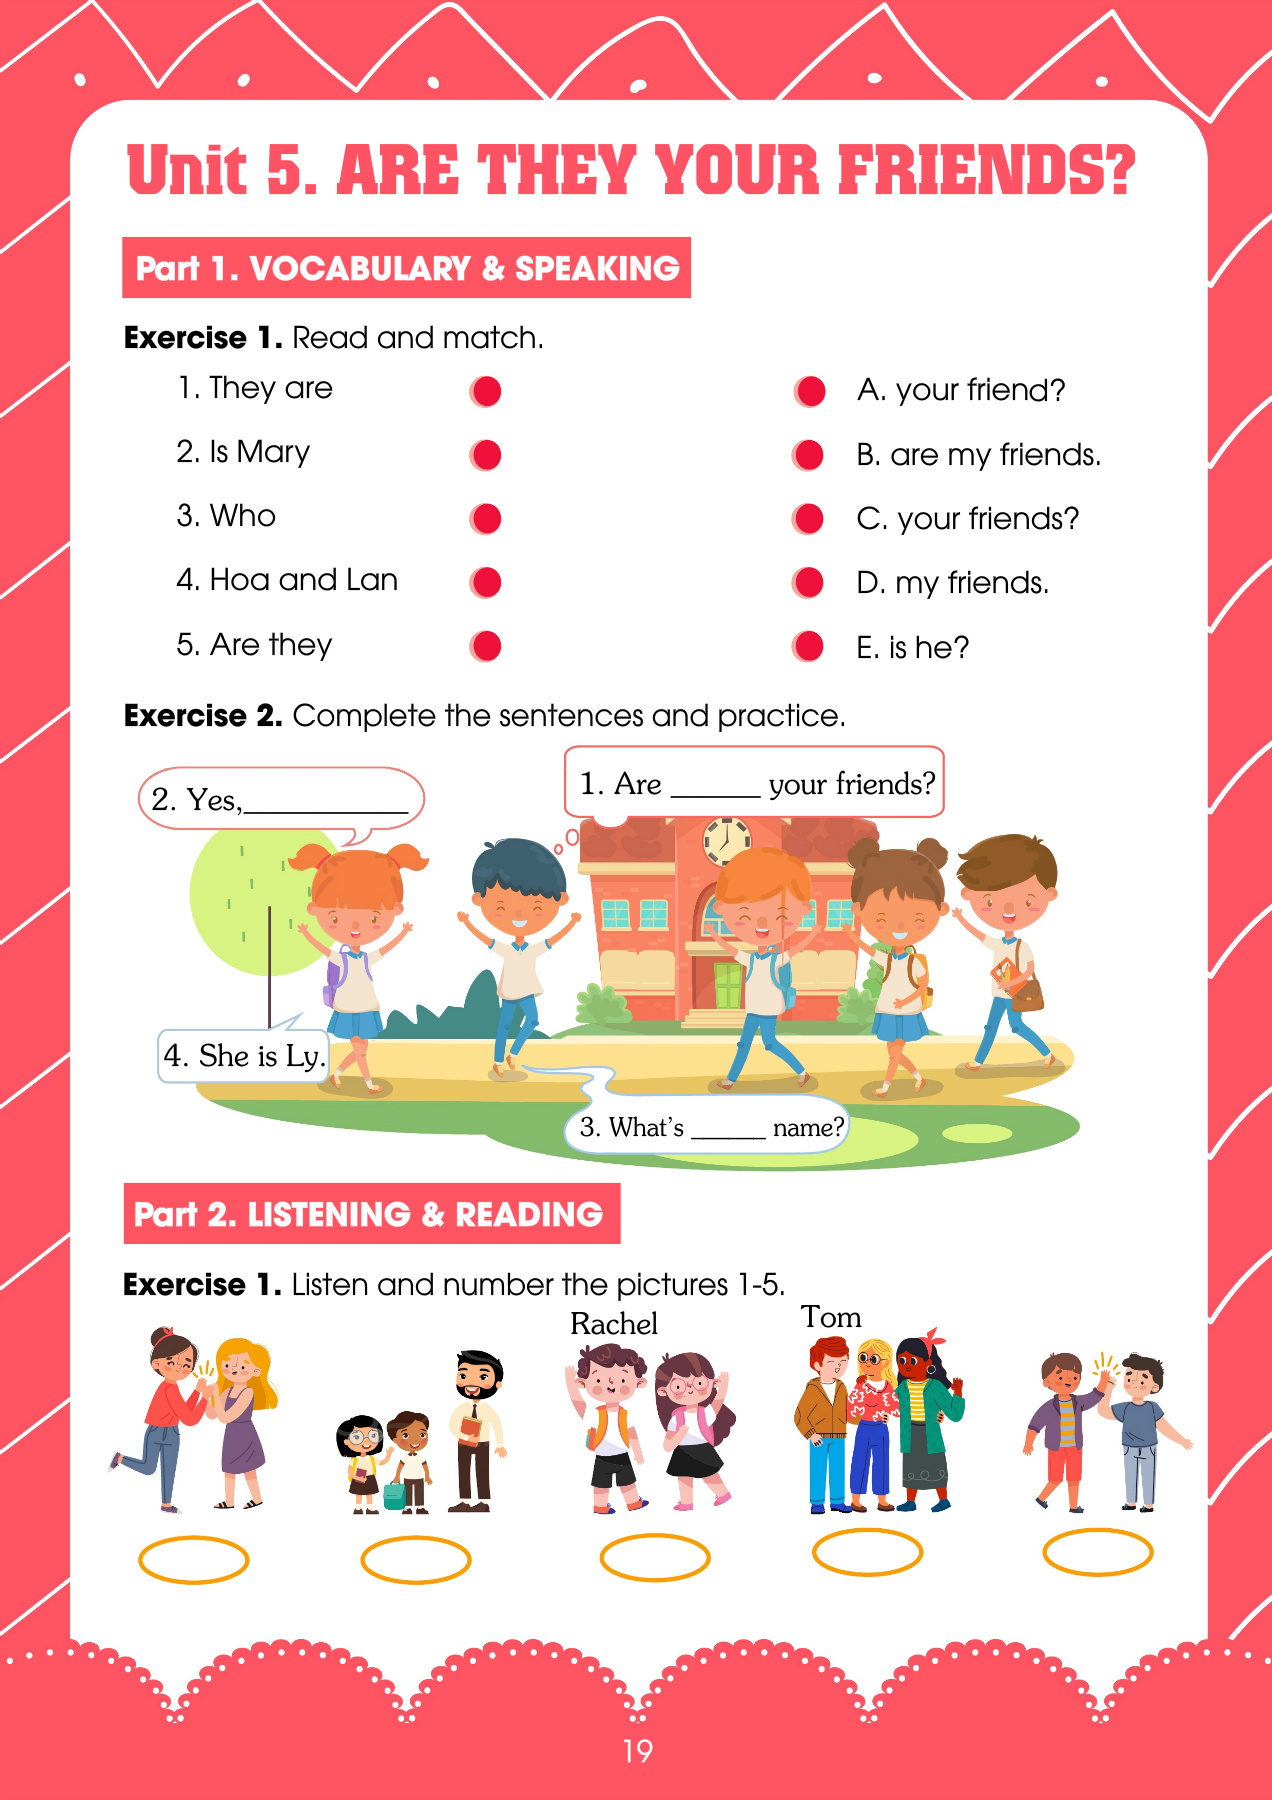 Unit 5. ARE THEY YOUR FRIENDS?
Part 1. VOCABULARY & SPEAKING
Exercise 1. Read and match.
1. They are
A. your friend?
2. Is Mary
B. are my friends.
3. Who
C. your friends?
4. Hoa and Lan
D. my friends.
5. Are they
E. is he?
Exercise 2. Complete the sentences and practice.
1. Are ______ your friends?
2. Yes,___________
4. She is Ly.
3. What's ______ name?
Part 2. LISTENING & READING
Exercise 1. Listen and number the pictures 1-5.
Rachel
Tom
19